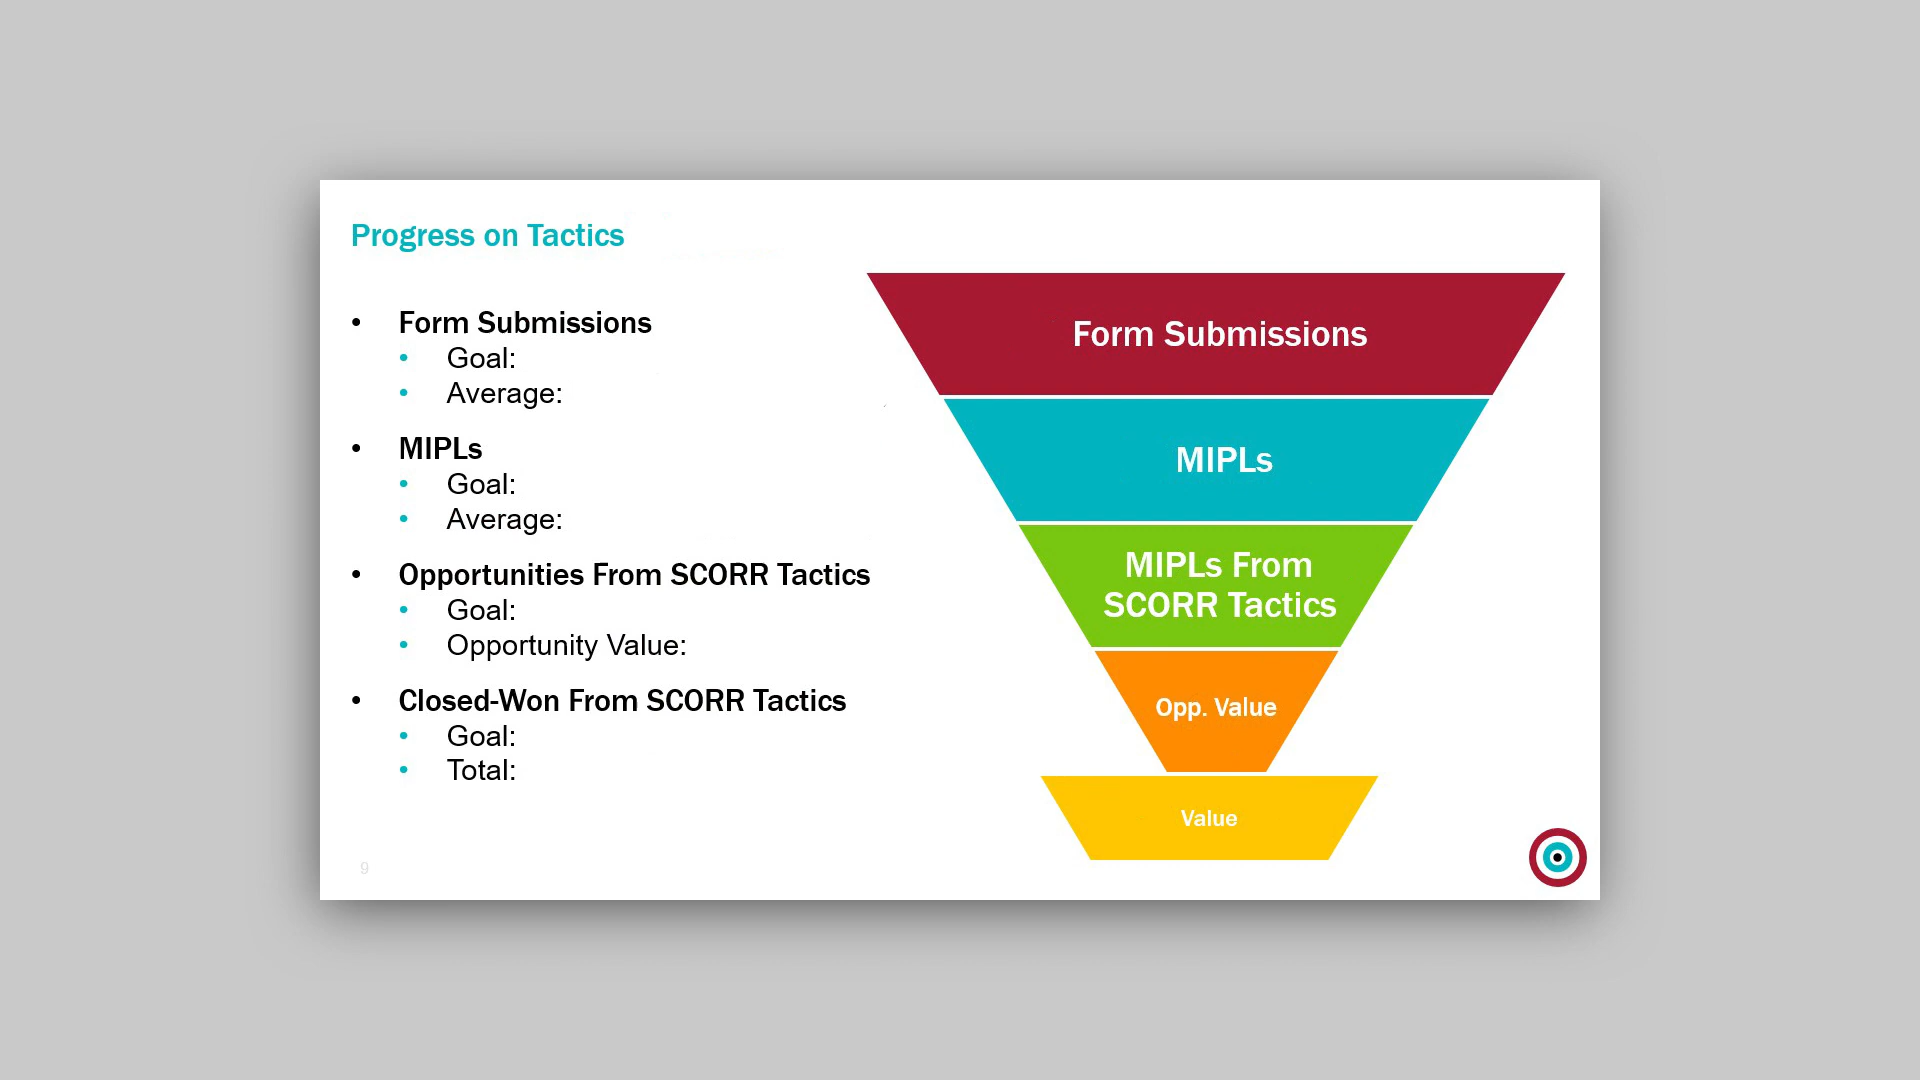 Progress on Tactics
• Form Submissions
• Goal:
• Average:
• MIPLs
• Goal:
• Average:
• Opportunities From SCORR Tactics
• Goal:
• Opportunity Value:
• Closed-Won From SCORR Tactics
• Goal:
• Total:
Form Submissions
MIPLs
MIPLs From
SCORR Tactics
Opp. Value
Value
9